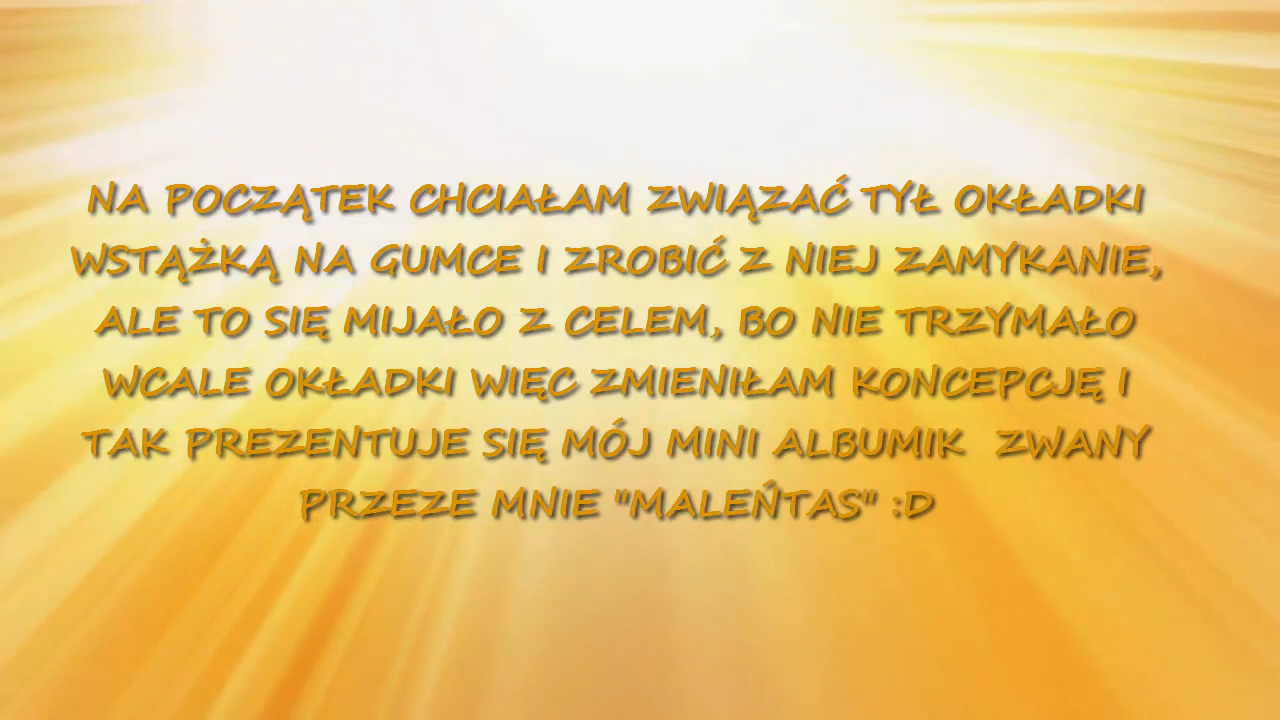 NA POCZĄTEK CHCIAŁAM ZWIĄZAĆ TYŁ OKŁADKI
WSTĄŻKĄ NA GUMCE I ZROBIĆ Z NIEJ ZAMYKANIE,
ALE TO SIĘ MIJAŁO Z CELEM, BO NIE TRZYMAŁO
WCALE OKŁADKI WIĘC ZMIENIŁAM KONCEPCJĘ I
TAK PREZENTUJE SIĘ MÓJ MINI ALBUMIK  ZWANY
PRZEZE MNIE "MALEŃTAS" :D